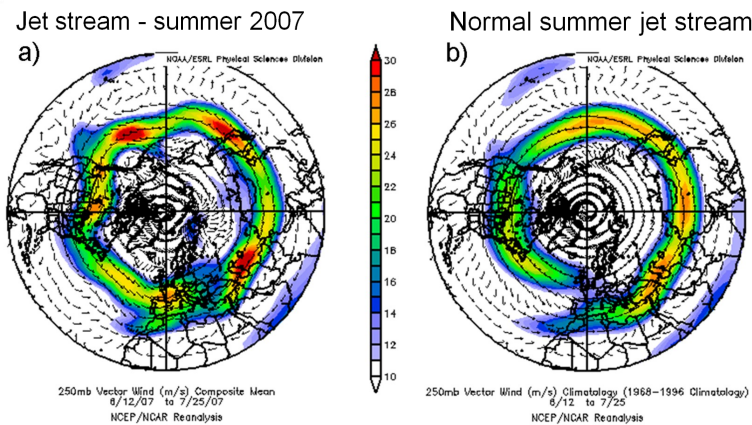 Jet stream - summer 2007
Normal summer jet stream
a)
NOAA/ESRL Physical Sciences Division
b)
NOAA/ESRL Physical Sciences Division
30
28
26
24
22
20
18
16
14
12
10
250mb Vector Wind (m/s) Composite Mean
6/12/07 to 7/25/07
NCEP/NCAR Reanalysis
250mb Vector Wind (m/s) Climatology (1968-1996 Climatology)
6/12 to 7/25
NCEP/NCAR Reanalysis